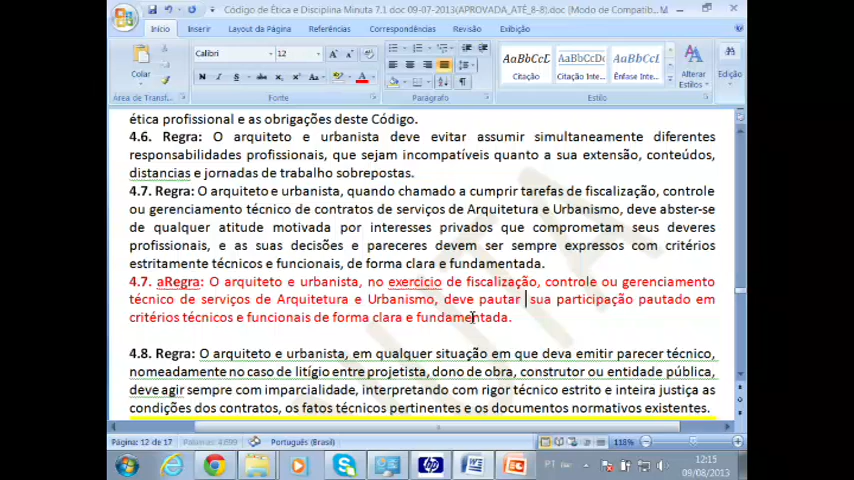 Código de Ética e Disciplina Minuta 7.1 doc 09-07-2013(APROVADA_ATÉ_8-8).doc [Modo de Compatib...
Início Inserir Layout da Página Referências Correspondências Revisão Exibição
Calibri 12
Colar
AaBbCcL AaBbCcDc AaBbCcL
Citação Citação Inte... Ênfase Inten...
Alterar Estilos
Edição
Área de Transf... Fonte Parágrafo Estilo
ética profissional e as obrigações deste Código.
4.6. Regra: O arquiteto e urbanista deve evitar assumir simultaneamente diferentes
responsabilidades profissionais, que sejam incompatíveis quanto a sua extensão, conteúdos,
distancias e jornadas de trabalho sobrepostas.
4.7. Regra: O arquiteto e urbanista, quando chamado a cumprir tarefas de fiscalização, controle
ou gerenciamento técnico de contratos de serviços de Arquitetura e Urbanismo, deve abster-se
de qualquer atitude motivada por interesses privados que comprometam seus deveres
profissionais, e as suas decisões e pareceres devem ser sempre expressos com critérios
estritamente técnicos e funcionais, de forma clara e fundamentada.
4.7. aRegra: O arquiteto e urbanista, no exercicio de fiscalização, controle ou gerenciamento
técnico de serviços de Arquitetura e Urbanismo, deve pautar sua participação pautado em
critérios técnicos e funcionais de forma clara e fundamentada.
4.8. Regra: O arquiteto e urbanista, em qualquer situação em que deva emitir parecer técnico,
nomeadamente no caso de litígio entre projetista, dono de obra, construtor ou entidade pública,
deve agir sempre com imparcialidade, interpretando com rigor técnico estrito e inteira justiça as
condições dos contratos, os fatos técnicos pertinentes e os documentos normativos existentes.
Página: 12 de 17 Palavras: 4.699 Português (Brasil) 118%
PT 12:15
09/08/2013